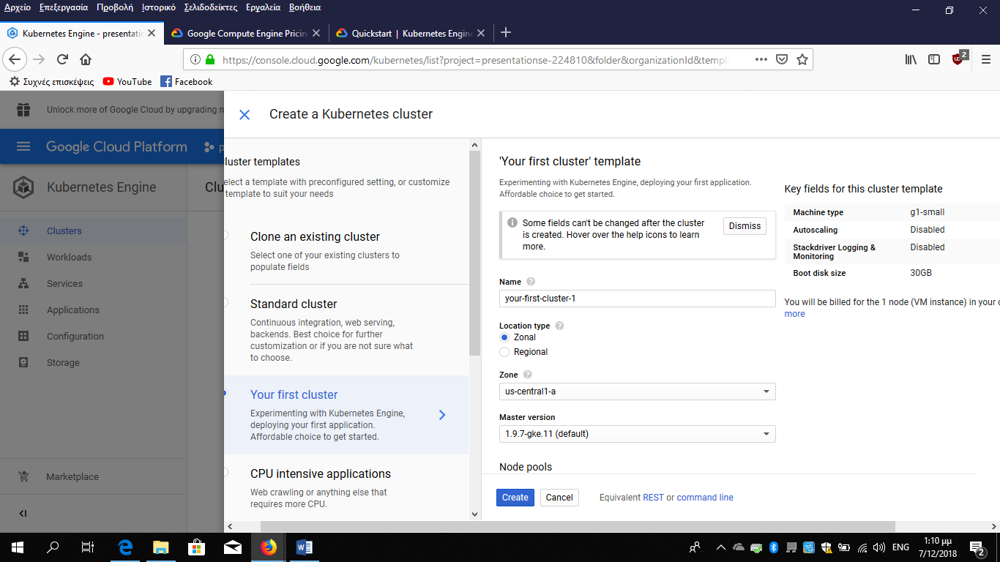 Αρχείο Επεξεργασία Προβολή Ιστορικό Σελιδοδείκτες Εργαλεία Βοήθεια
Kubernetes Engine - presentatio
Google Compute Engine Pricin
Quickstart | Kubernetes Engine
https://console.cloud.google.com/kubernetes/list?project=presentationse-224810&folder&organizationId&templ
2
Συχνές επισκέψεις YouTube Facebook
Unlock more of Google Cloud by upgrading n
Google Cloud Platform p
Kubernetes Engine
Clu
Clusters
Workloads
Services
Applications
Configuration
Storage
Marketplace
Create a Kubernetes cluster
luster templates
elect a template with preconfigured setting, or customize
template to suit your needs
Clone an existing cluster
Select one of your existing clusters to
populate fields
Standard cluster
Continuous integration, web serving,
backends. Best choice for further
customization or if you are not sure what
to choose.
Your first cluster
Experimenting with Kubernetes Engine,
deploying your first application.
Affordable choice to get started.
CPU intensive applications
Web crawling or anything else that
requires more CPU.
'Your first cluster' template
Experimenting with Kubernetes Engine, deploying your first application.
Affordable choice to get started.
Some fields can't be changed after the cluster
is created. Hover over the help icons to learn
more.
Dismiss
Name
your-first-cluster-1
Location type
Zonal
Regional
Zone
us-central1-a
Master version
1.9.7-gke.11 (default)
Node pools
Create Cancel Equivalent REST or command line
Key fields for this cluster template
Machine type g1-small
Autoscaling Disabled
Stackdriver Logging & Disabled
Monitoring
Boot disk size 30GB
You will be billed for the 1 node (VM instance) in your c
more
ENG
1:10 μμ
7/12/2018
2